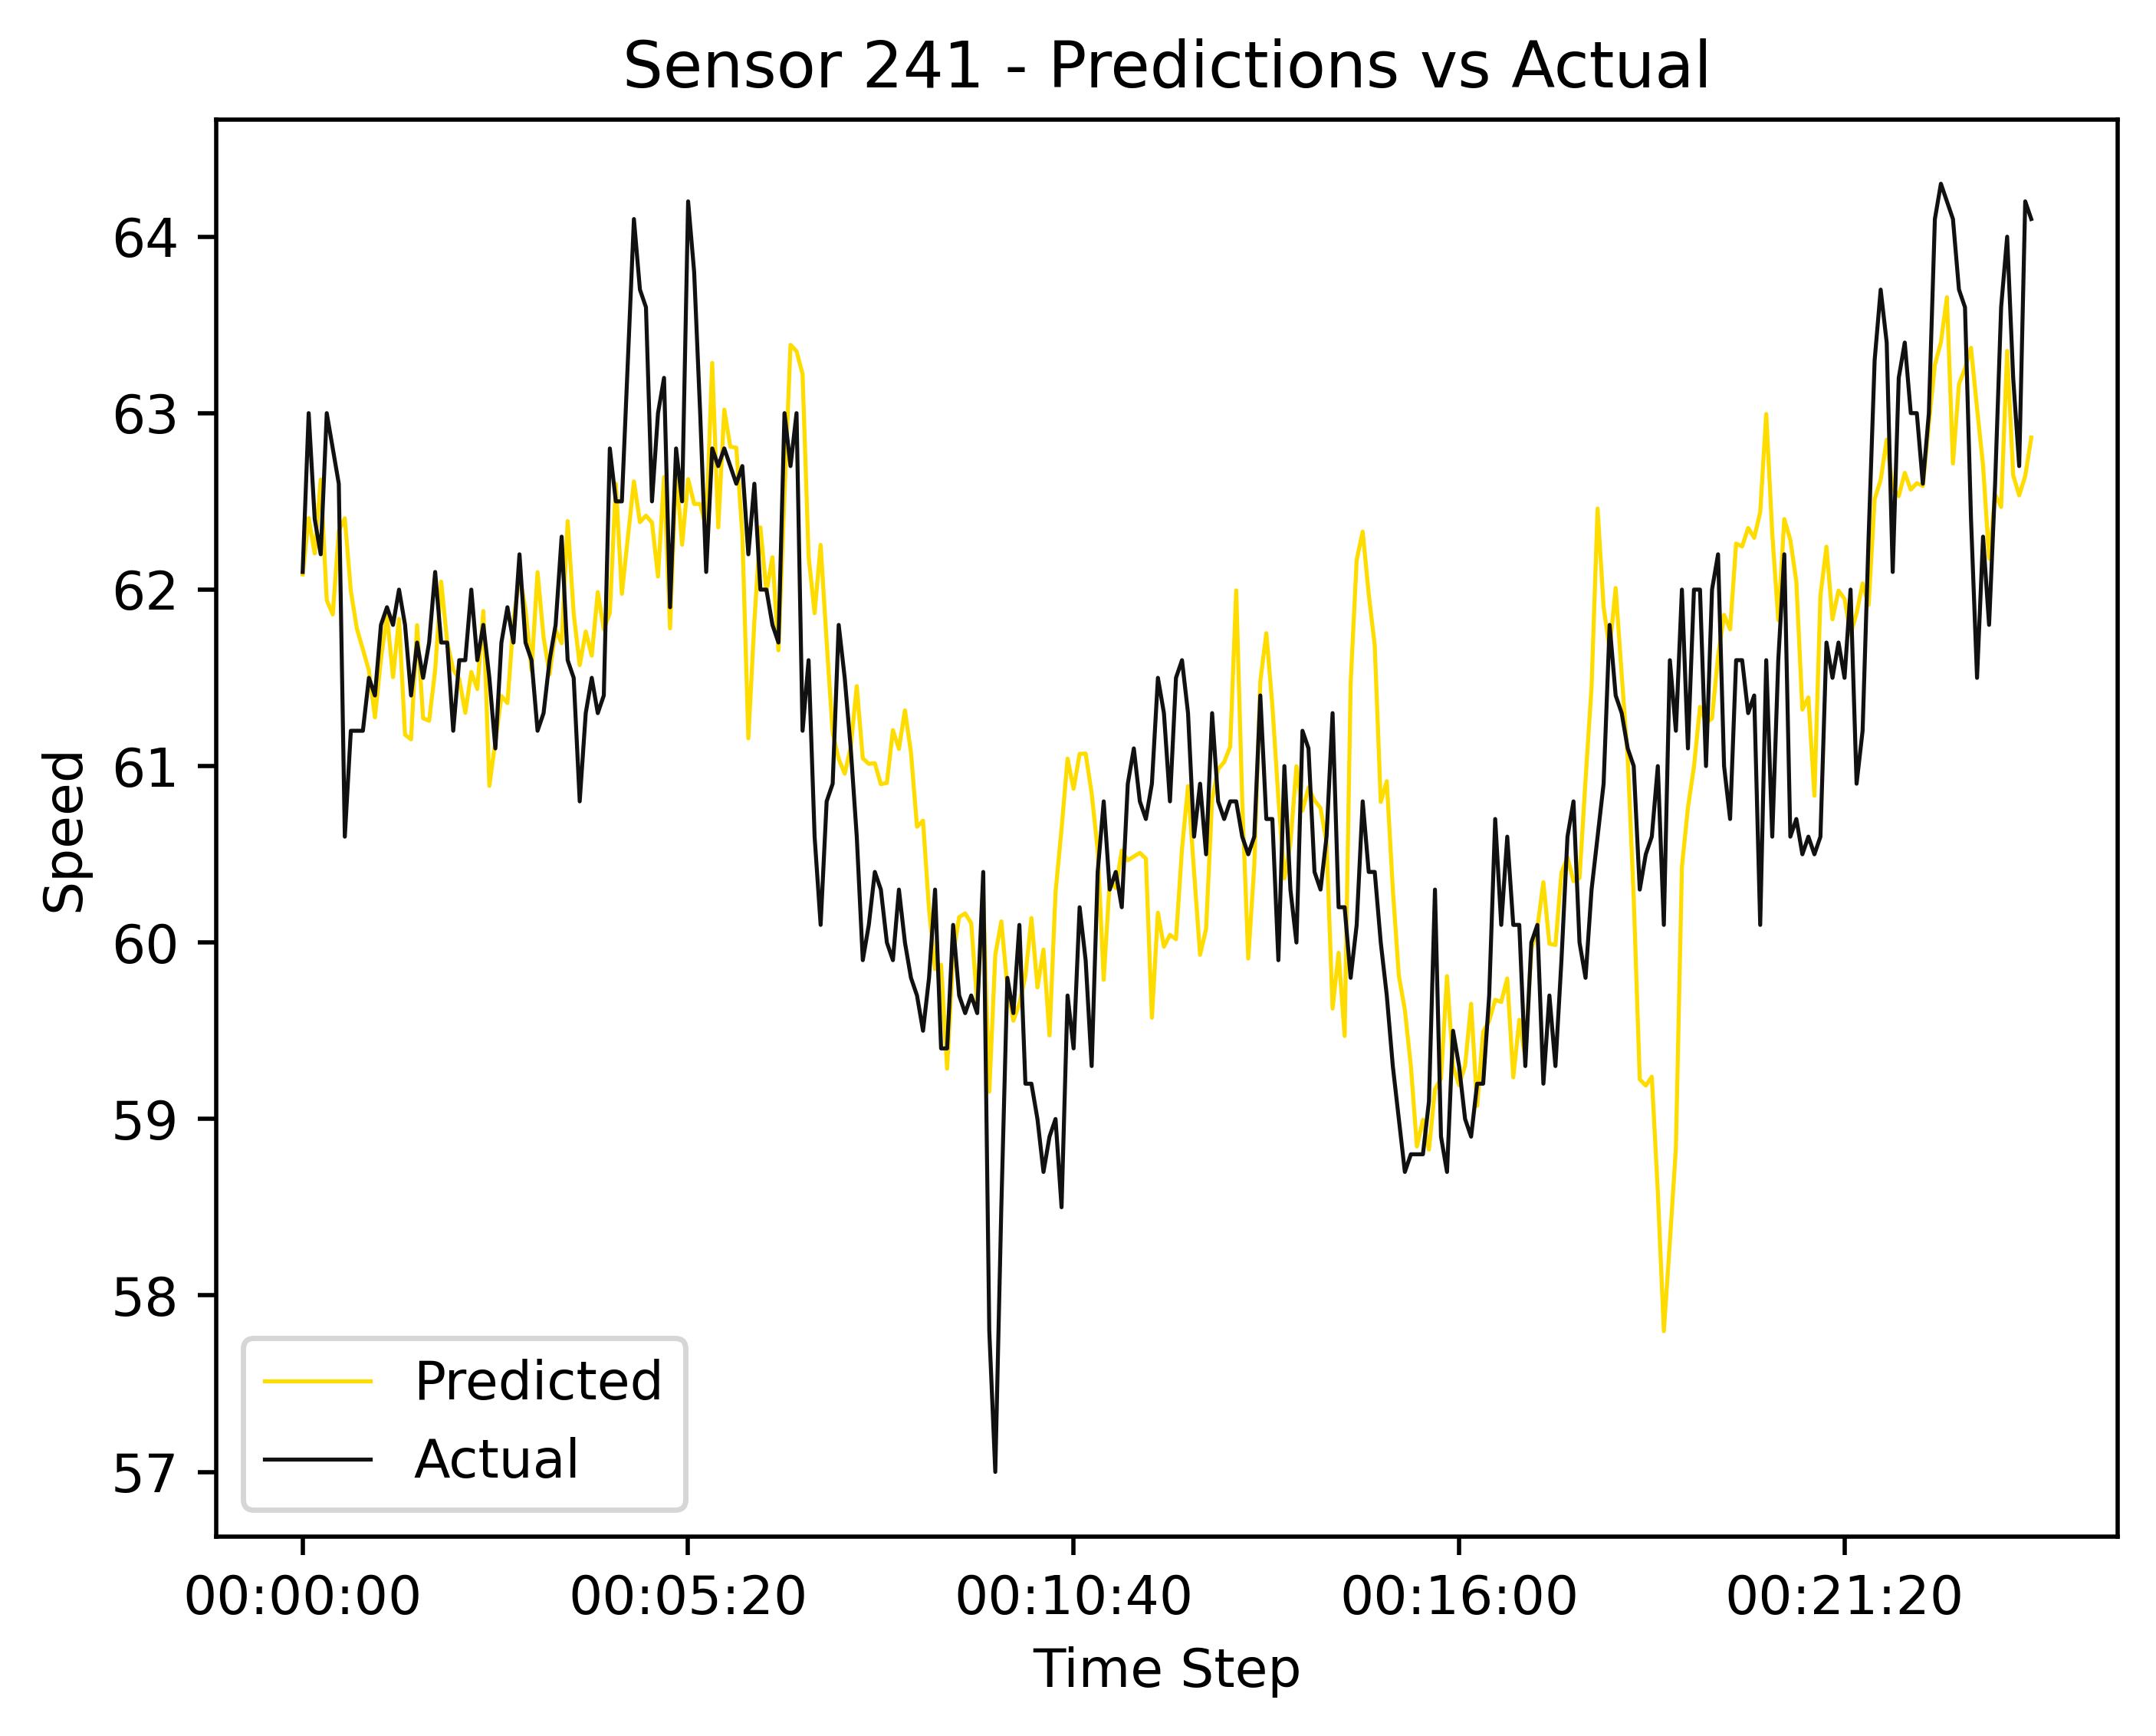 Sensor 241 - Predictions vs Actual
64
63
62
61
60
59
58
57
Speed
Predicted
Actual
00:00:00 00:05:20 00:10:40 00:16:00 00:21:20
Time Step